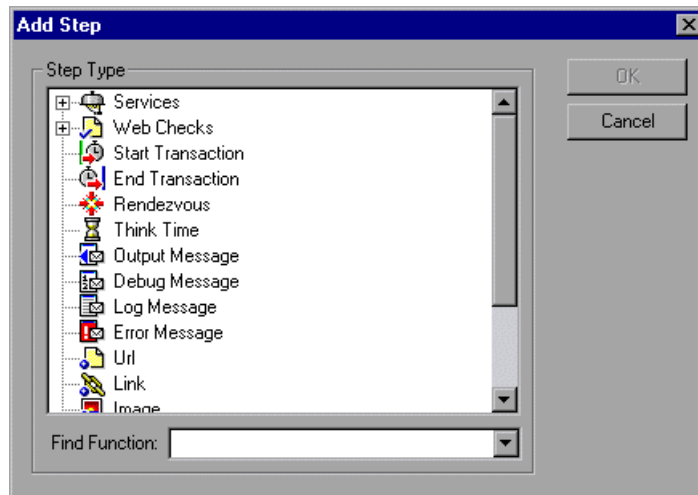 Add Step
Step Type
Services
Web Checks
Start Transaction
End Transaction
Rendezvous
Think Time
Output Message
Debug Message
Log Message
Error Message
Url
Link
Image
Find Function:
OK
Cancel